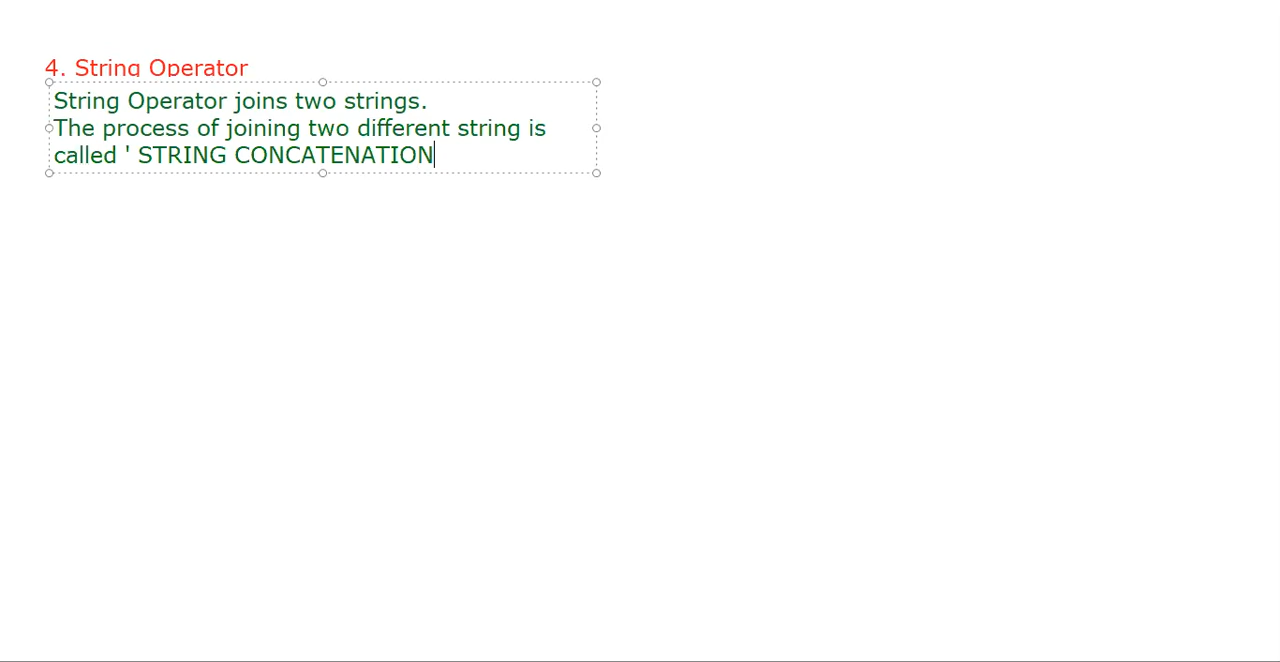 4. String Operator
String Operator joins two strings.
The process of joining two different string is
called ' STRING CONCATENATION